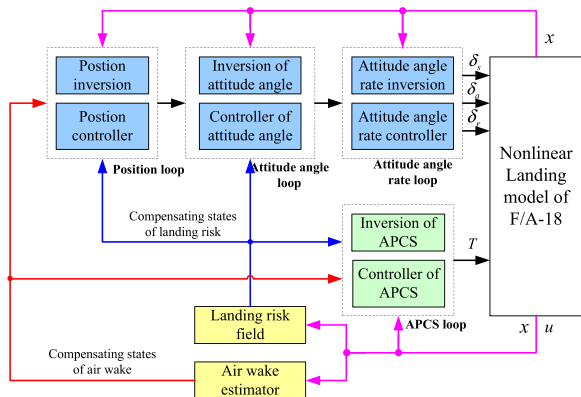 x
Postion
inversion
Inversion of
attitude angle
Attitude angle
rate inversion
δs
δa
δr
Postion
controller
Controller of
attitude angle
Attitude angle
rate controller
Position loop
Attitude angle
loop
Attitude angle
rate loop
Nonlinear
Landing
model of
F/A-18
Compensating states
of landing risk
Inversion of
APCS
Controller of
APCS
T
APCS loop
Landing risk
field
x u
Compensating states
of air wake
Air wake
estimator